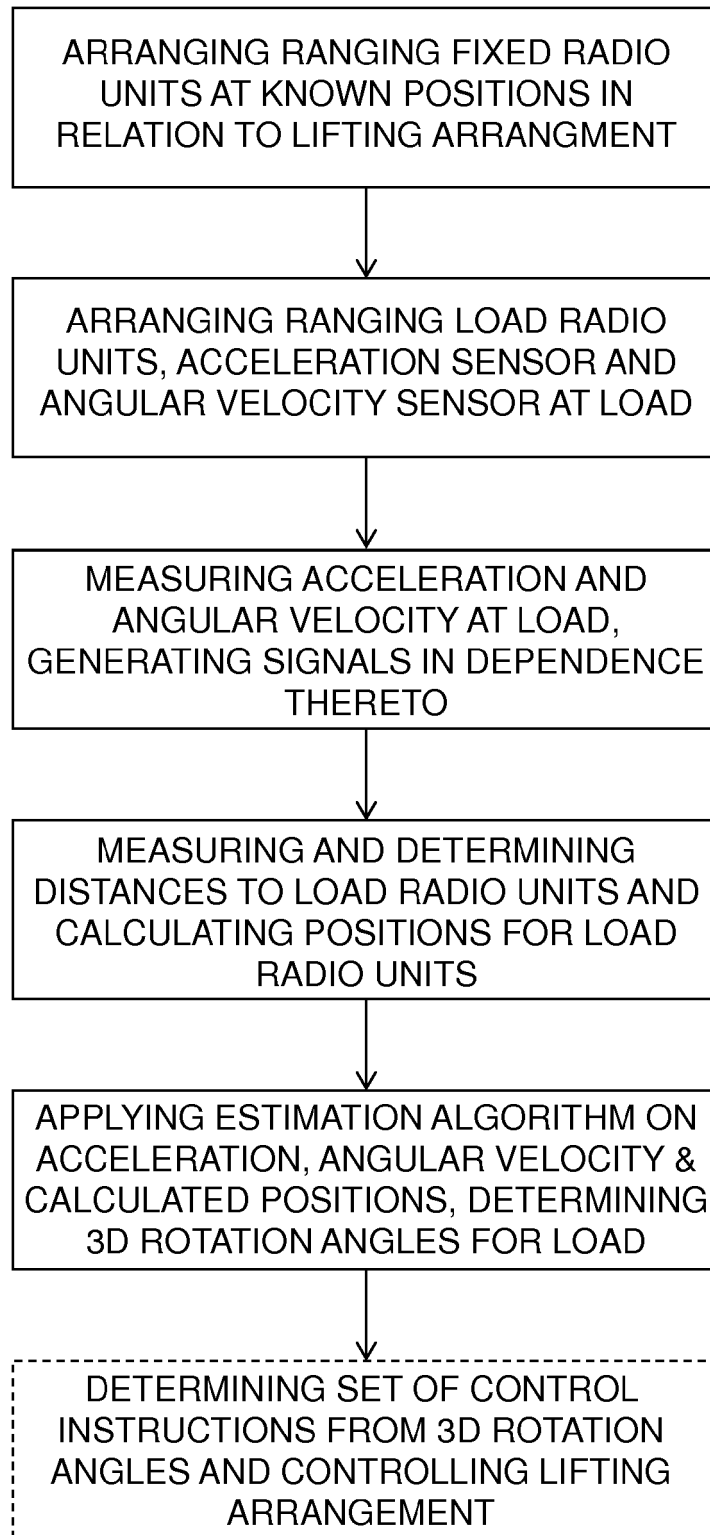 ARRANGING RANGING FIXED RADIO
UNITS AT KNOWN POSITIONS IN
RELATION TO LIFTING ARRANGMENT
ARRANGING RANGING LOAD RADIO
UNITS, ACCELERATION SENSOR AND
ANGULAR VELOCITY SENSOR AT LOAD
MEASURING ACCELERATION AND
ANGULAR VELOCITY AT LOAD,
GENERATING SIGNALS IN DEPENDENCE
THERETO
MEASURING AND DETERMINING
DISTANCES TO LOAD RADIO UNITS AND
CALCULATING POSITIONS FOR LOAD
RADIO UNITS
APPLYING ESTIMATION ALGORITHM ON
ACCELERATION, ANGULAR VELOCITY &
CALCULATED POSITIONS, DETERMINING
3D ROTATION ANGLES FOR LOAD
DETERMINING SET OF CONTROL
INSTRUCTIONS FROM 3D ROTATION
ANGLES AND CONTROLLING LIFTING
ARRANGEMENT